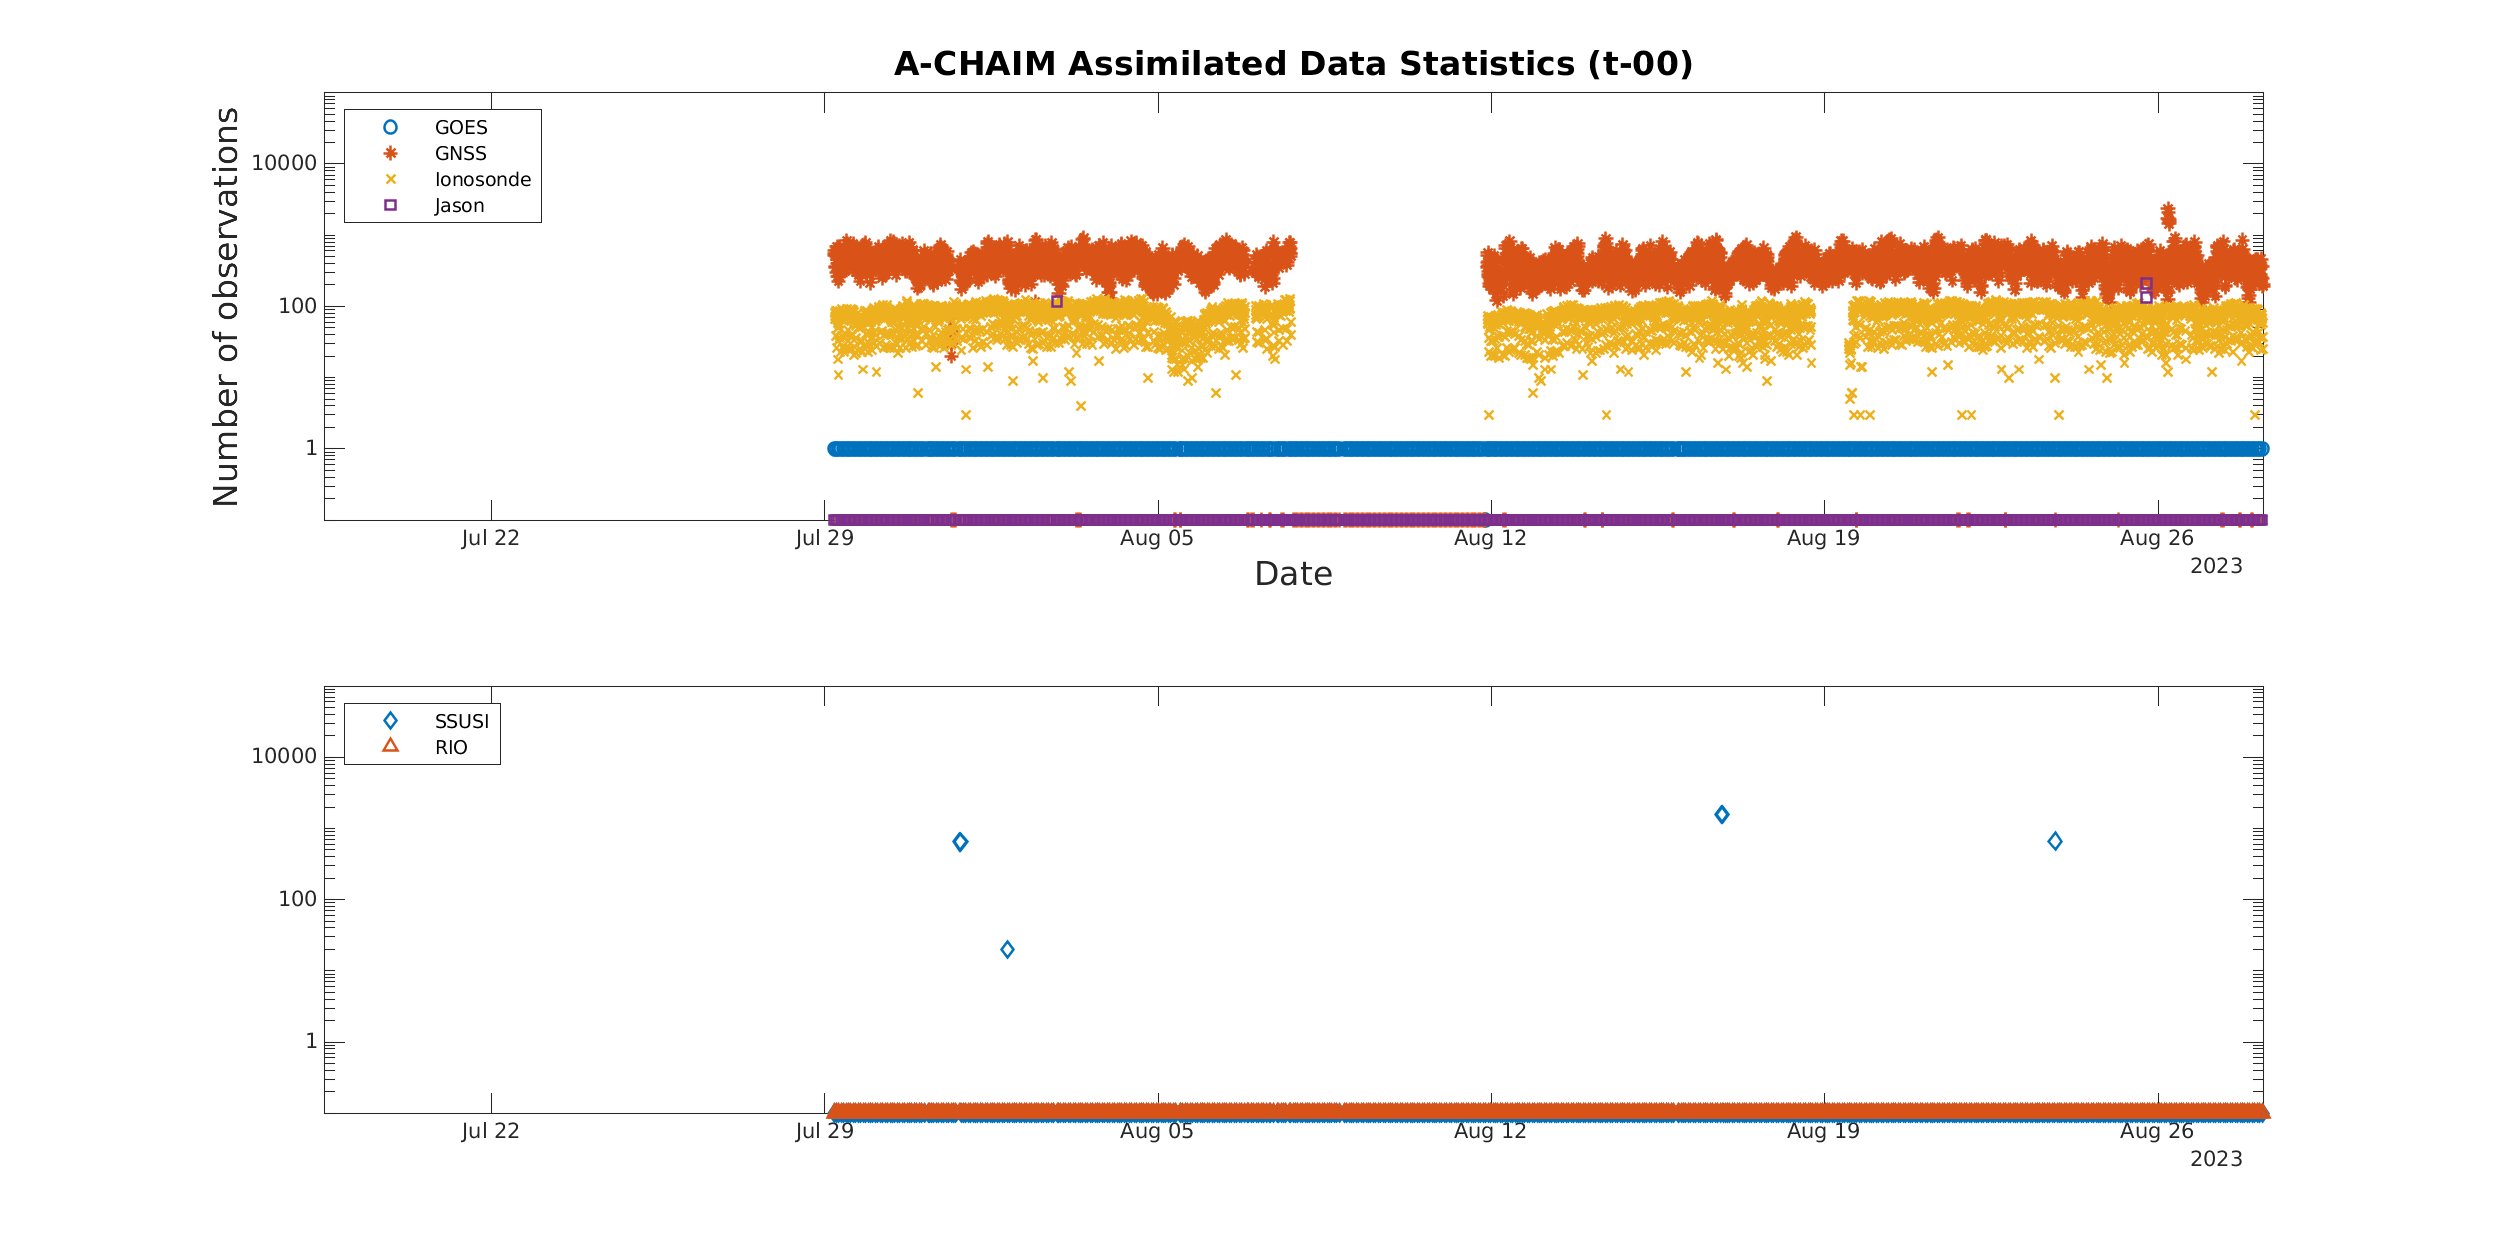 A-CHAIM Assimilated Data Statistics (t-00)
Number of observations
10000
100
1
GOES
GNSS
Ionosonde
Jason
Jul 22
Jul 29
Aug 05
Aug 12
Aug 19
Aug 26
2023
Date
10000
100
1
SSUSI
RIO
Jul 22
Jul 29
Aug 05
Aug 12
Aug 19
Aug 26
2023